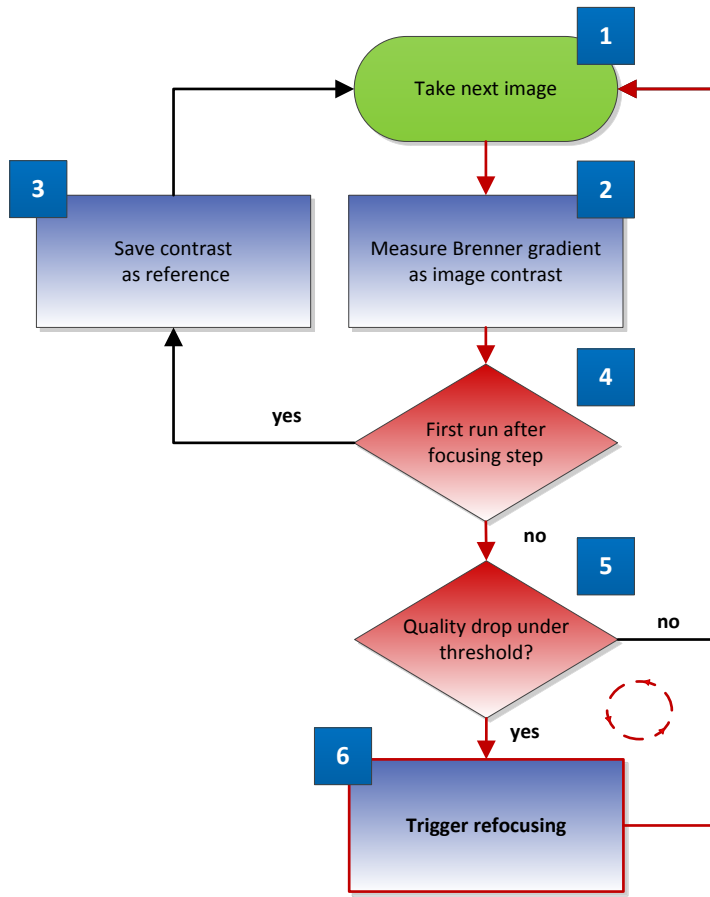 1
Take next image
3
2
Save contrast
as reference
Measure Brenner gradient
as image contrast
4
yes
First run after
focusing step
no
5
Quality drop under
threshold?
no
yes
6
Trigger refocusing